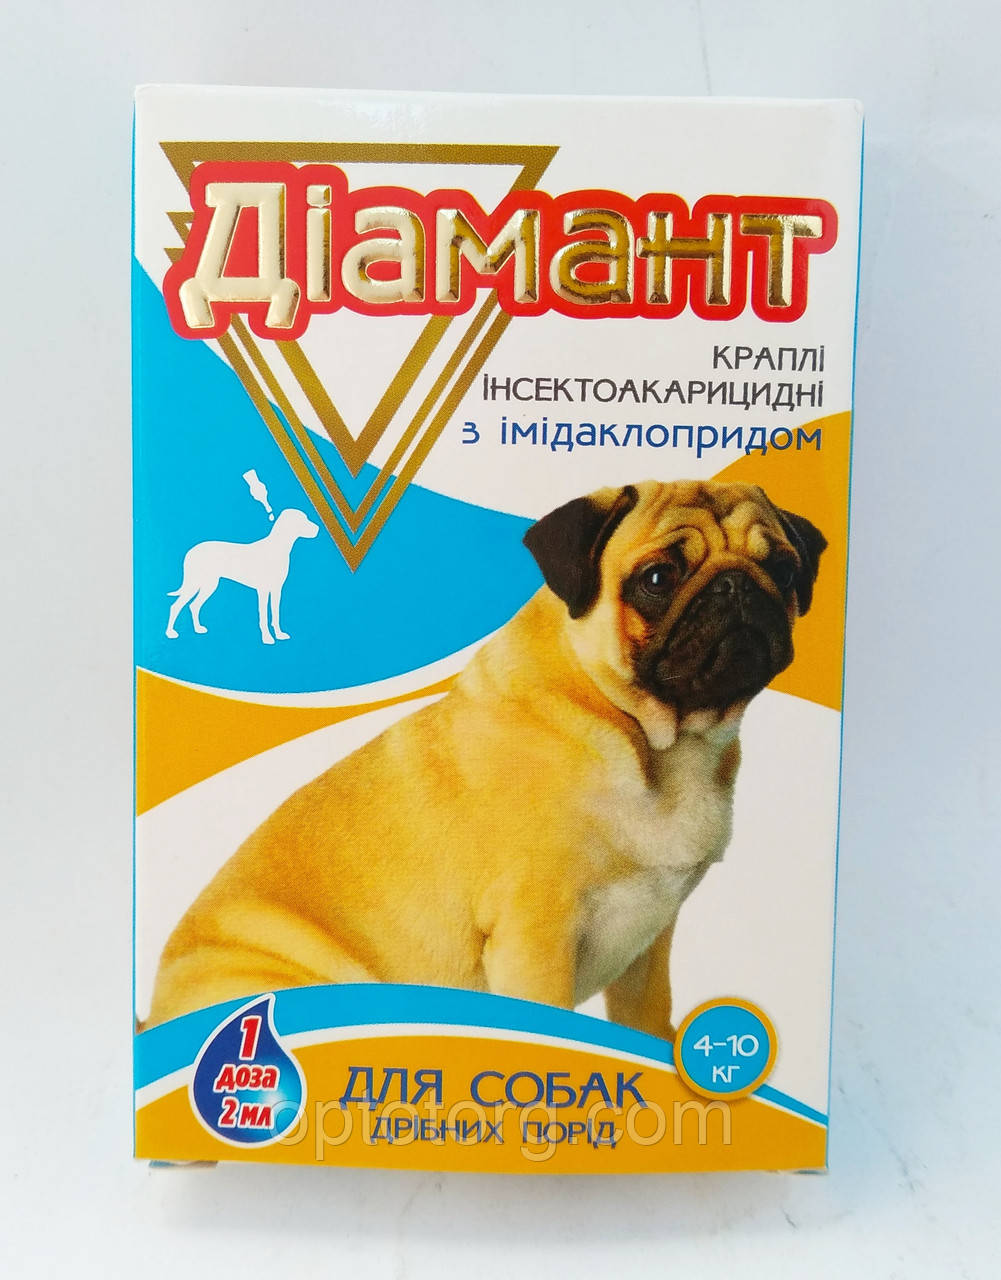 Діамант
КРАПЛІ
ІНСЕКТОАКАРИЦИДНІ
з імідаклопридом
1
доза
2 мл
4-10
кг
ДЛЯ СОБАК
ДРІБНИХ ПОРІД
optotorg.com